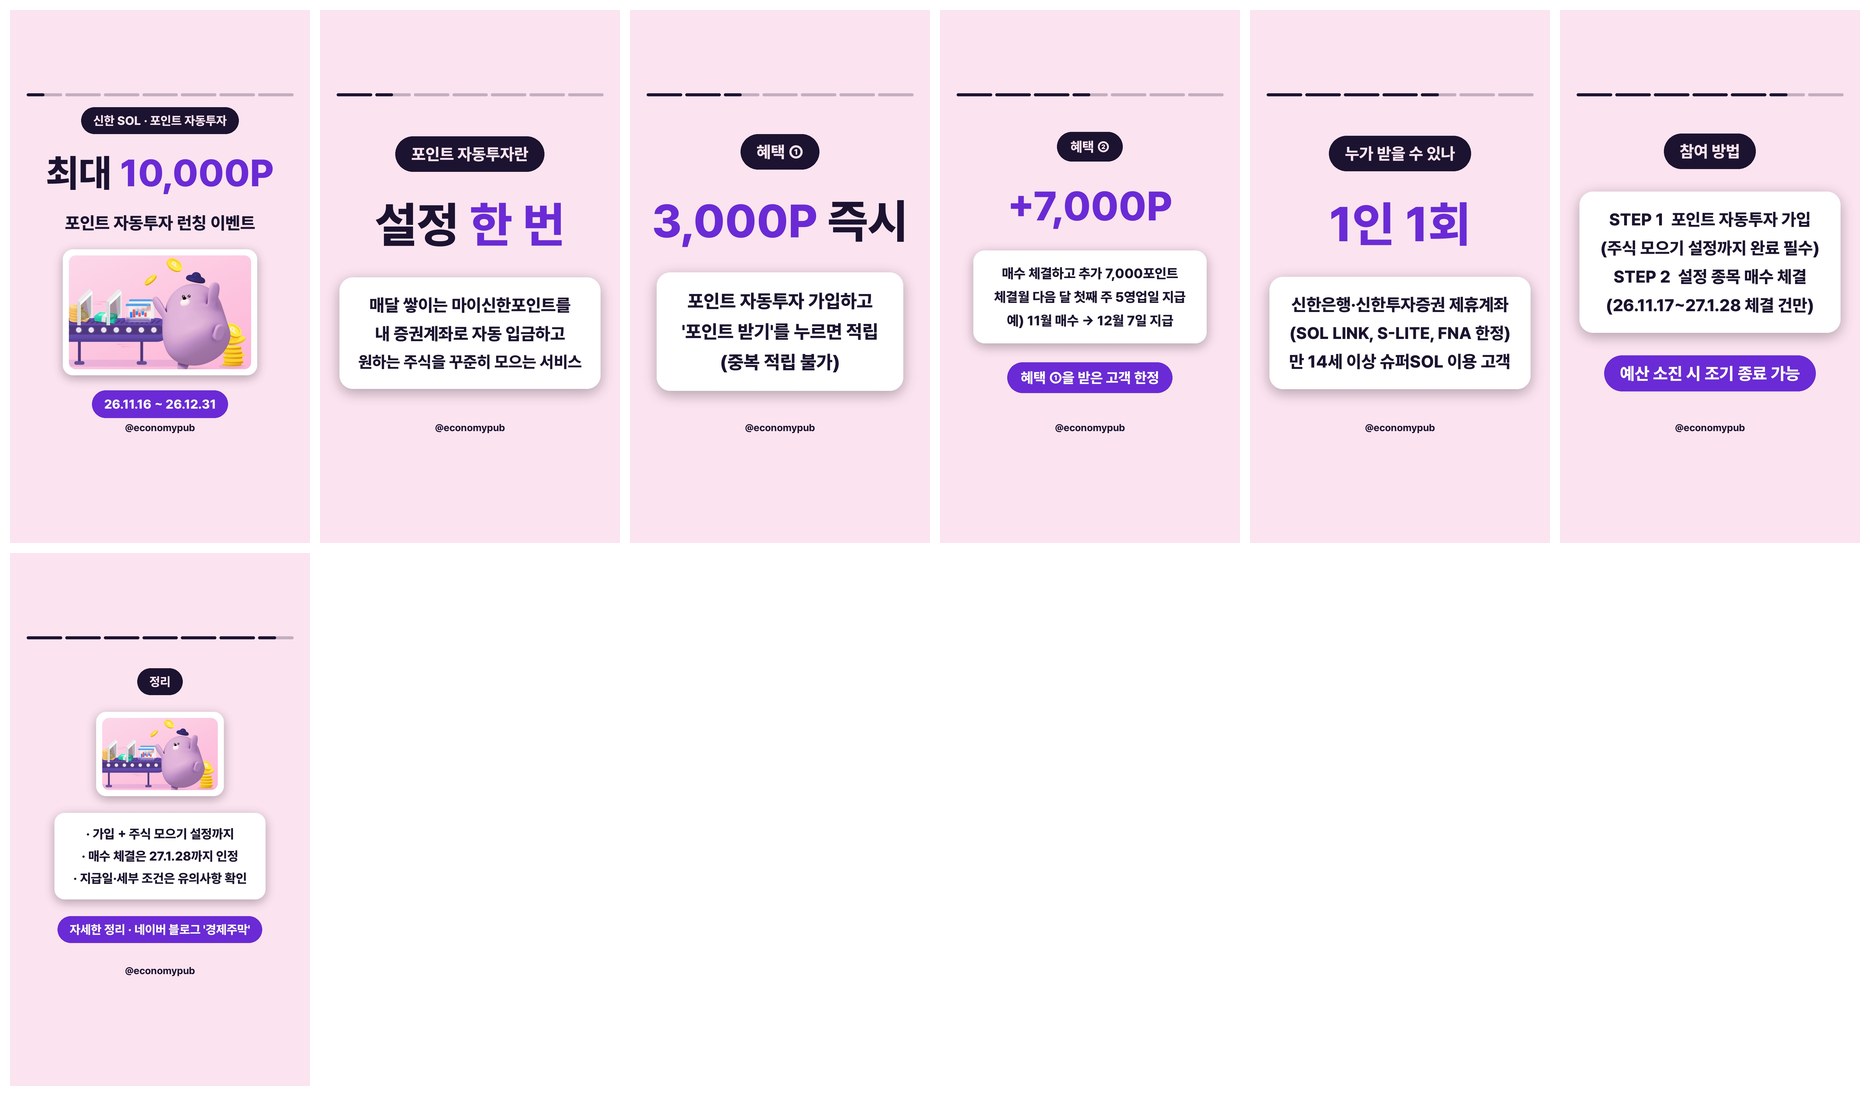 신한 SOL · 포인트 자동투자
최대 10,000P
포인트 자동투자 런칭 이벤트
26.11.16 ~ 26.12.31
@economypub
포인트 자동투자란
설정 한 번
매달 쌓이는 마이신한포인트를
내 증권계좌로 자동 입금하고
원하는 주식을 꾸준히 모으는 서비스
@economypub
혜택 ①
3,000P 즉시
포인트 자동투자 가입하고
'포인트 받기'를 누르면 적립
(중복 적립 불가)
@economypub
혜택 ②
+7,000P
매수 체결하고 추가 7,000포인트
체결월 다음 달 첫째 주 5영업일 지급
예) 11월 매수 → 12월 7일 지급
혜택 ①을 받은 고객 한정
@economypub
누가 받을 수 있나
1인 1회
신한은행·신한투자증권 제휴계좌
(SOL LINK, S-LITE, FNA 한정)
만 14세 이상 슈퍼SOL 이용 고객
@economypub
참여 방법
STEP 1 포인트 자동투자 가입
(주식 모으기 설정까지 완료 필수)
STEP 2 설정 종목 매수 체결
(26.11.17~27.1.28 체결 건만)
예산 소진 시 조기 종료 가능
@economypub
정리
· 가입 + 주식 모으기 설정까지
· 매수 체결은 27.1.28까지 인정
· 지급일·세부 조건은 유의사항 확인
자세한 정리 · 네이버 블로그 '경제주막'
@economypub